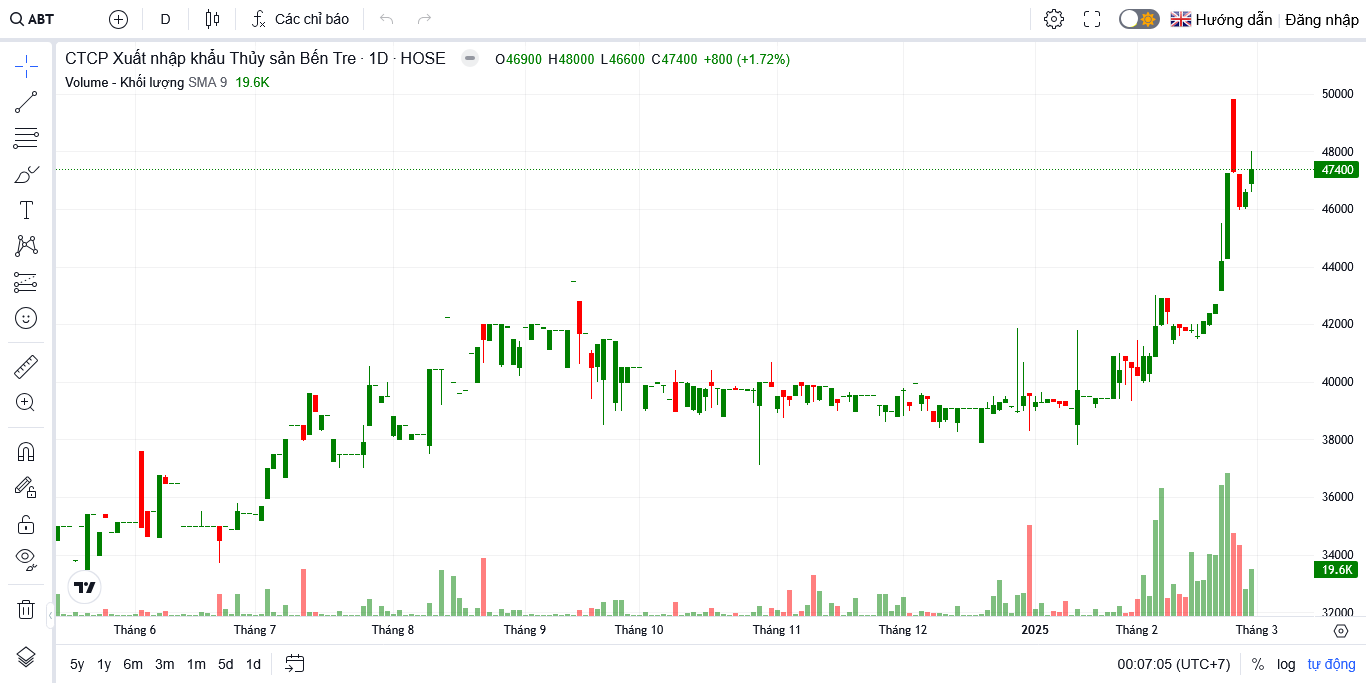 ABT D Các chỉ báo Hướng dẫn Đăng nhập
CTCP Xuất nhập khẩu Thủy sản Bến Tre · 1D · HOSE O46900 H48000 L46600 C47400 +800 (+1.72%)
Volume - Khối lượng SMA 9 19.6K
50000
48000
47400
46000
44000
42000
40000
38000
36000
34000
19.6K
32000
Tháng 6 Tháng 7 Tháng 8 Tháng 9 Tháng 10 Tháng 11 Tháng 12 2025 Tháng 2 Tháng 3
5y 1y 6m 3m 1m 5d 1d 00:07:05 (UTC+7) % log tự động